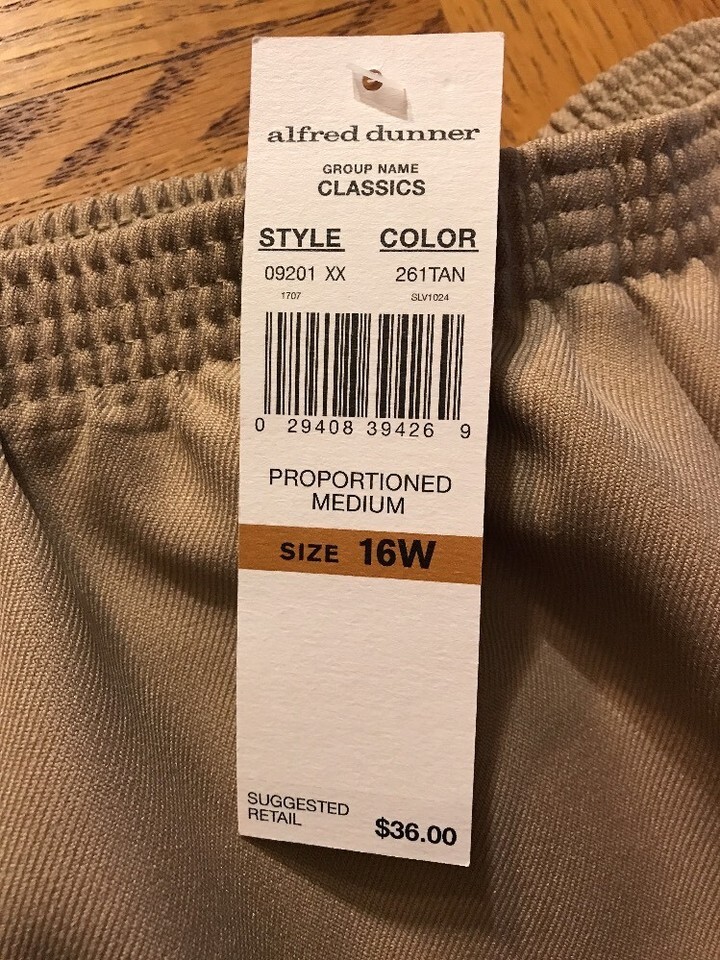 alfred dunner
GROUP NAME
CLASSICS
STYLE COLOR
09201 XX 261TAN
1707 SLV1024
0 29408 39426 9
PROPORTIONED
MEDIUM
SIZE 16W
SUGGESTED
RETAIL
$36.00